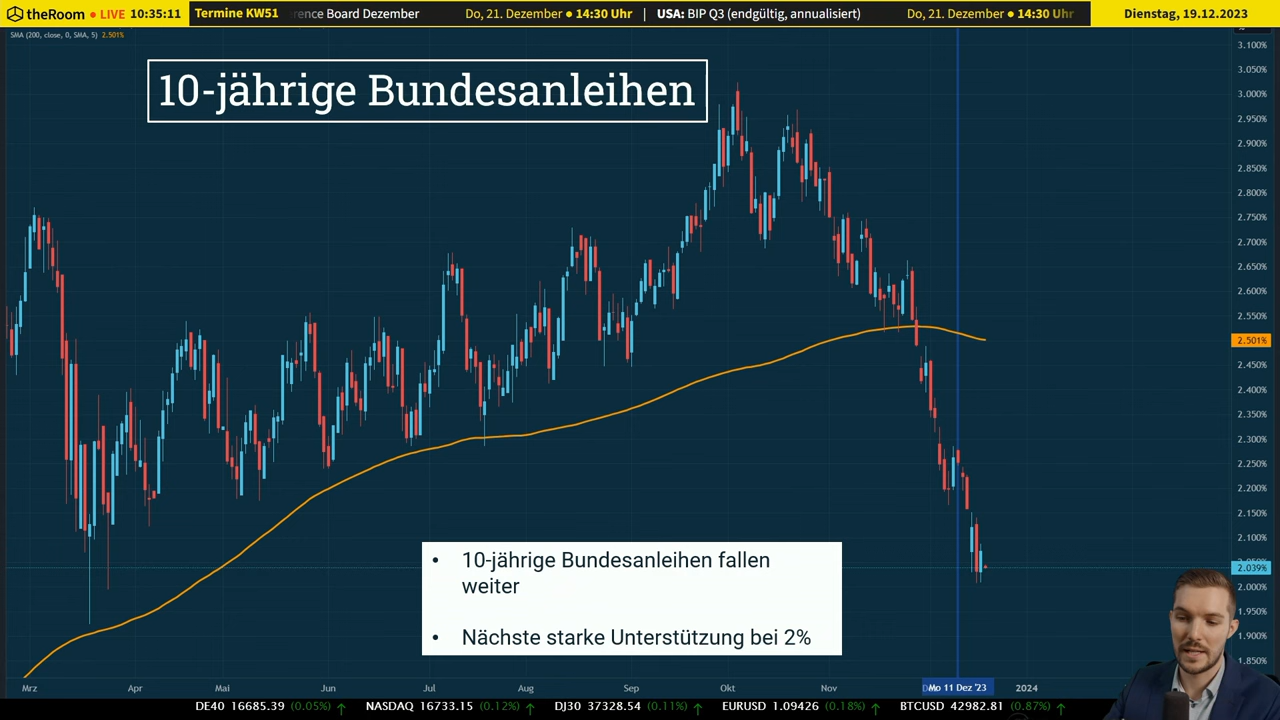 theRoom • LIVE 10:35:11
Termine KW51
rence Board Dezember
Do, 21. Dezember • 14:30 Uhr | USA: BIP Q3 (endgültig, annualisiert)
Do, 21. Dezember • 14:30 Uhr
Dienstag, 19.12.2023
SMA (200, close, 0, SMA, 5) 2.501%
10-jährige Bundesanleihen
3.100%
3.050%
3.000%
2.950%
2.900%
2.850%
2.800%
2.750%
2.700%
2.650%
2.600%
2.550%
2.501%
2.450%
2.400%
2.350%
2.300%
2.250%
2.200%
2.150%
2.100%
2.039%
2.000%
1.950%
1.900%
1.850%
• 10-jährige Bundesanleihen fallen
weiter
• Nächste starke Unterstützung bei 2%
Mrz Apr Mai Jun Jul Aug Sep Okt Nov Mo 11 Dez '23 2024
DE40 16685.39 (0.05%) ↑ NASDAQ 16733.15 (0.12%) ↑ DJ30 37328.54 (0.11%) ↑ EURUSD 1.09426 (0.18%) ↑ BTCUSD 42982.81 (0.87%) ↑